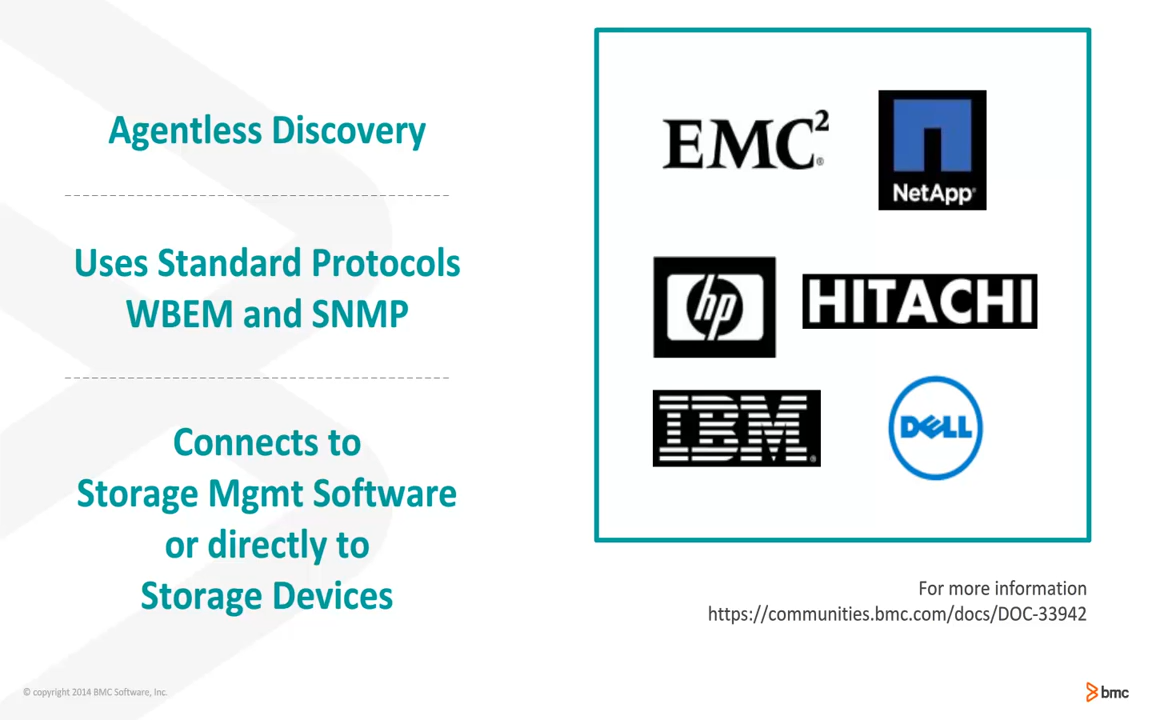 Agentless Discovery
Uses Standard Protocols
WBEM and SNMP
Connects to
Storage Mgmt Software
or directly to
Storage Devices
EMC²®
NetApp®
hp
HITACHI
IBM®
DELL
For more information
https://communities.bmc.com/docs/DOC-33942
© copyright 2014 BMC Software, Inc.
bmc